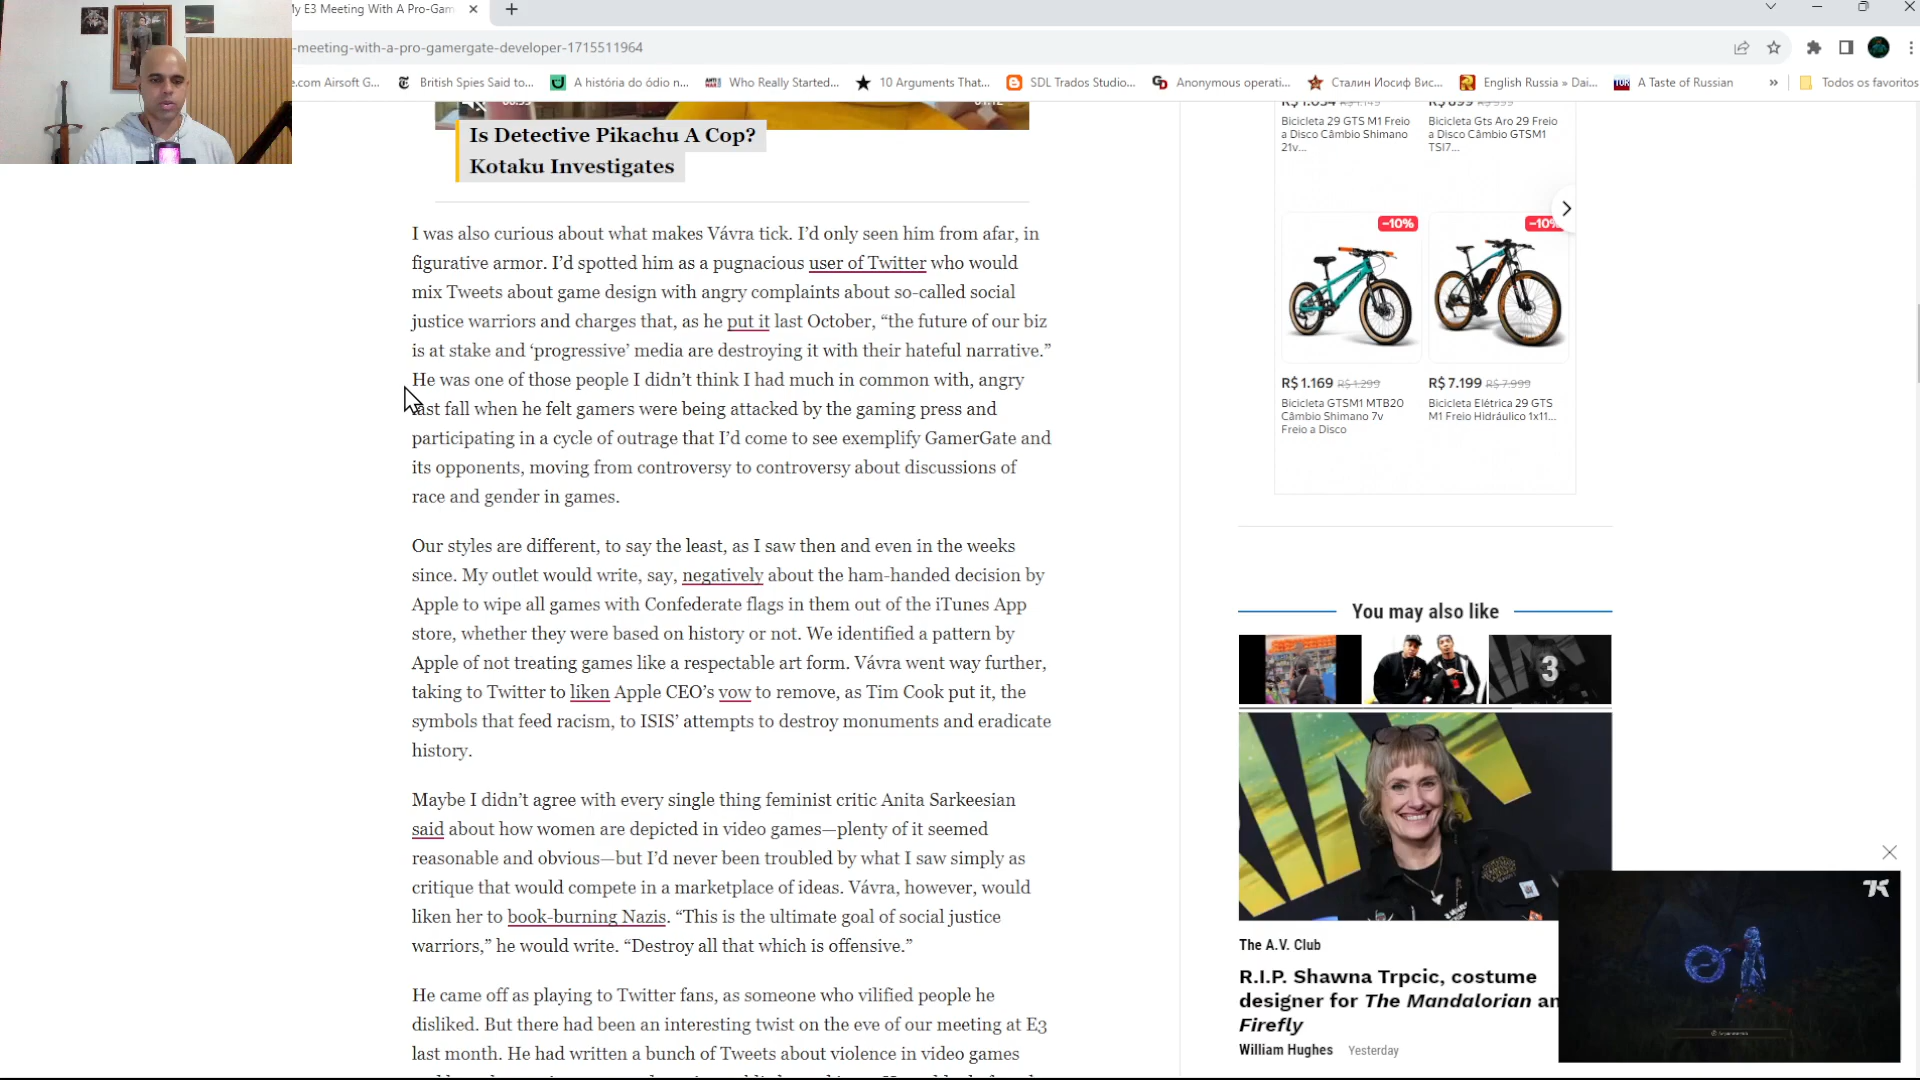 My E3 Meeting With A Pro-Gam
-meeting-with-a-pro-gamergate-developer-1715511964
e.com Airsoft G...
British Spies Said to...
A história do ódio n...
Who Really Started...
10 Arguments That...
SDL Trados Studio...
Anonymous operati...
Сталин Иосиф Вис...
English Russia » Dai...
A Taste of Russian
»
Todos os favoritos
Is Detective Pikachu A Cop?
Kotaku Investigates
I was also curious about what makes Vávra tick. I’d only seen him from afar, in
figurative armor. I’d spotted him as a pugnacious user of Twitter who would
mix Tweets about game design with angry complaints about so-called social
justice warriors and charges that, as he put it last October, “the future of our biz
is at stake and ‘progressive’ media are destroying it with their hateful narrative.”
He was one of those people I didn’t think I had much in common with, angry
last fall when he felt gamers were being attacked by the gaming press and
participating in a cycle of outrage that I’d come to see exemplify GamerGate and
its opponents, moving from controversy to controversy about discussions of
race and gender in games.
Our styles are different, to say the least, as I saw then and even in the weeks
since. My outlet would write, say, negatively about the ham-handed decision by
Apple to wipe all games with Confederate flags in them out of the iTunes App
store, whether they were based on history or not. We identified a pattern by
Apple of not treating games like a respectable art form. Vávra went way further,
taking to Twitter to liken Apple CEO’s vow to remove, as Tim Cook put it, the
symbols that feed racism, to ISIS’ attempts to destroy monuments and eradicate
history.
Maybe I didn’t agree with every single thing feminist critic Anita Sarkeesian
said about how women are depicted in video games—plenty of it seemed
reasonable and obvious—but I’d never been troubled by what I saw simply as
critique that would compete in a marketplace of ideas. Vávra, however, would
liken her to book-burning Nazis. “This is the ultimate goal of social justice
warriors,” he would write. “Destroy all that which is offensive.”
He came off as playing to Twitter fans, as someone who vilified people he
disliked. But there had been an interesting twist on the eve of our meeting at E3
last month. He had written a bunch of Tweets about violence in video games
Bicicleta 29 GTS M1 Freio
a Disco Câmbio Shimano
21v...
Bicicleta Gts Aro 29 Freio
a Disco Câmbio GTSM1
TSI7...
-10%
-10%
R$ 1.169 R$ 1.299
Bicicleta GTSM1 MTB20
Câmbio Shimano 7v
Freio a Disco
R$ 7.199 R$ 7.999
Bicicleta Elétrica 29 GTS
M1 Freio Hidráulico 1x11...
You may also like
3
The A.V. Club
R.I.P. Shawna Trpcic, costume
designer for The Mandalorian an
Firefly
William Hughes Yesterday